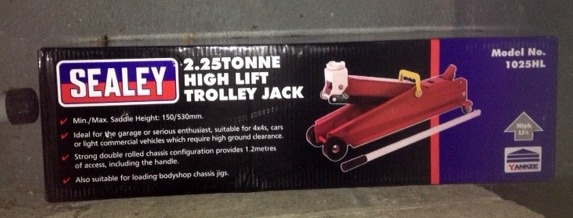 SEALEY
2.25TONNE
HIGH LIFT
TROLLEY JACK
Min./Max. Saddle Height: 150/530mm.
Ideal for the garage or serious enthusiast, suitable for 4x4s, cars
or light commercial vehicles which require high ground clearance.
Strong double rolled chassis configuration provides 1.2metres
of access, including the handle.
Also suitable for loading bodyshop chassis jigs.
Model No.
1025HL
High
Lift
YANKEE